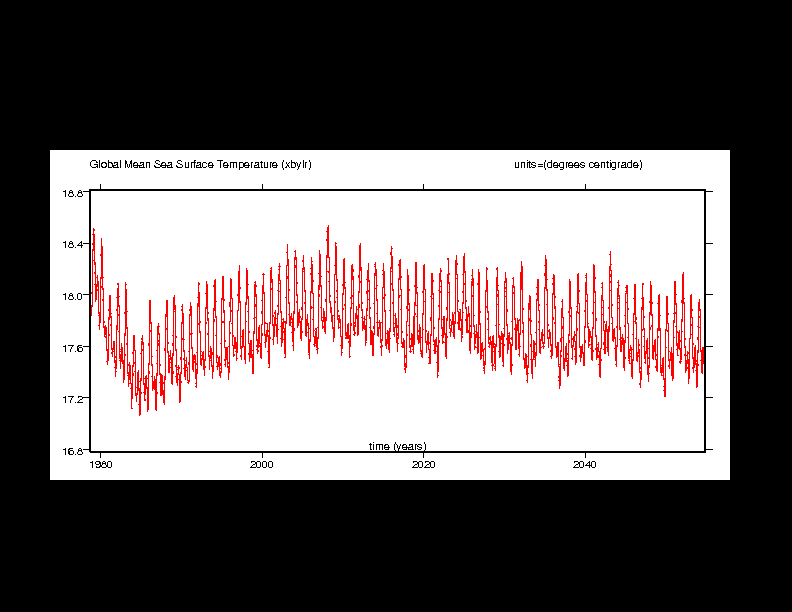 Global Mean Sea Surface Temperature (xbylr) units=(degrees centigrade)
18.8
18.4
18.0
17.6
17.2
16.8
time (years)
1980 2000 2020 2040